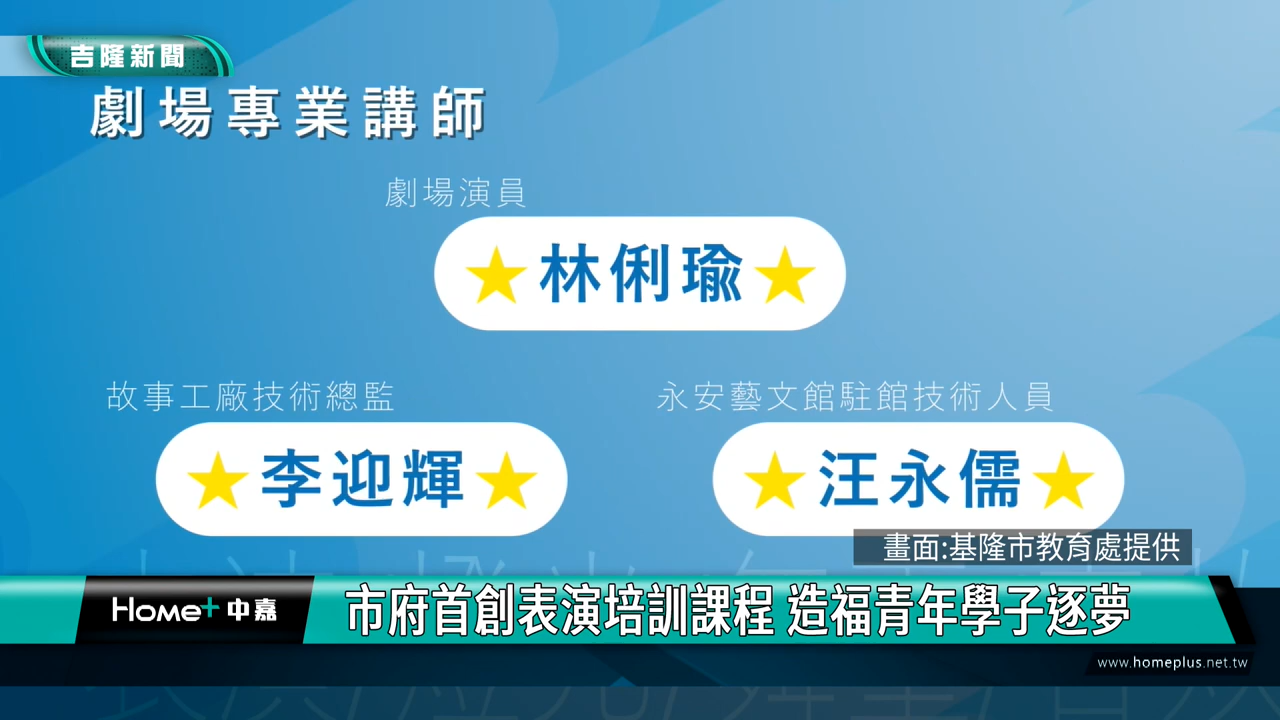 吉隆新聞
劇場專業講師
劇場演員
林俐瑜
故事工廠技術總監
永安藝文館駐館技術人員
李迎輝
汪永儒
畫面:基隆市教育處提供
Home+中嘉
市府首創表演培訓課程 造福青年學子逐夢
www.homeplus.net.tw